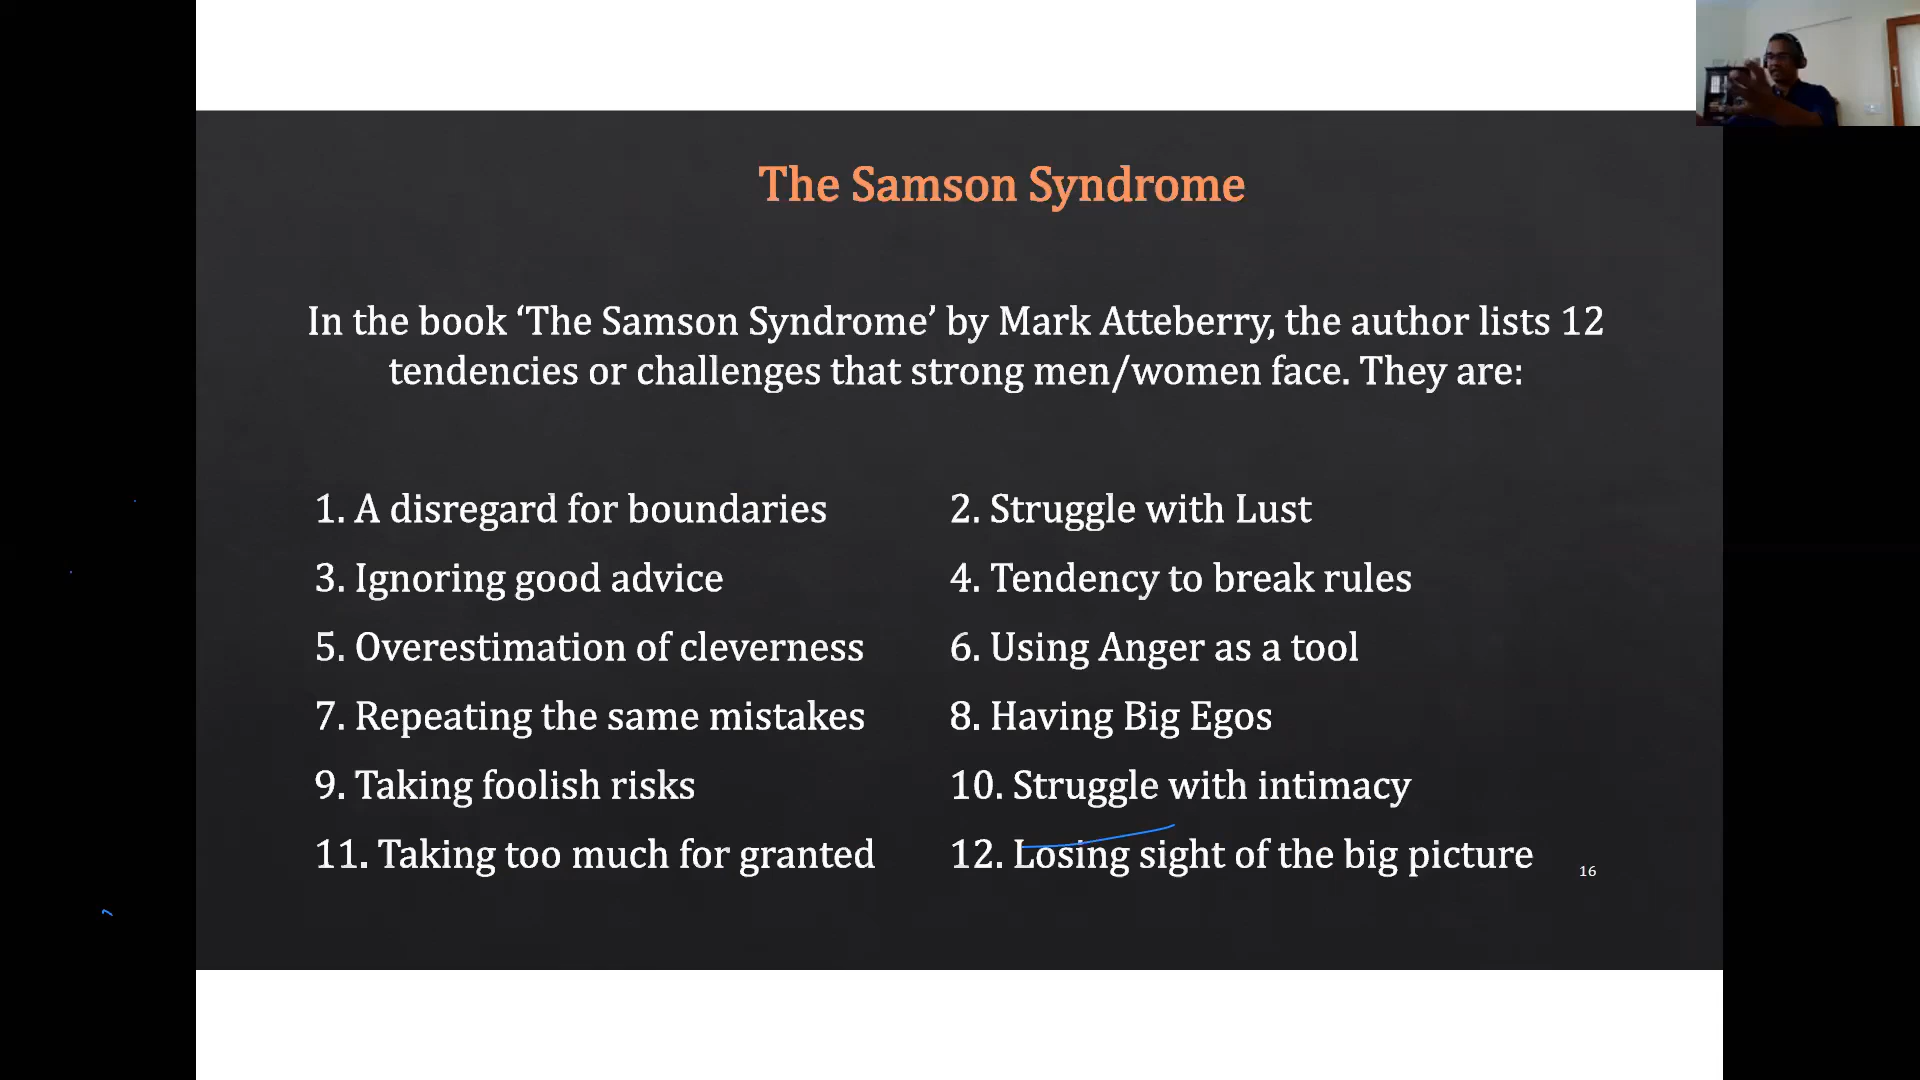 The Samson Syndrome
In the book ‘The Samson Syndrome’ by Mark Atteberry, the author lists 12
tendencies or challenges that strong men/women face. They are:
1. A disregard for boundaries
2. Struggle with Lust
3. Ignoring good advice
4. Tendency to break rules
5. Overestimation of cleverness
6. Using Anger as a tool
7. Repeating the same mistakes
8. Having Big Egos
9. Taking foolish risks
10. Struggle with intimacy
11. Taking too much for granted
12. Losing sight of the big picture
16